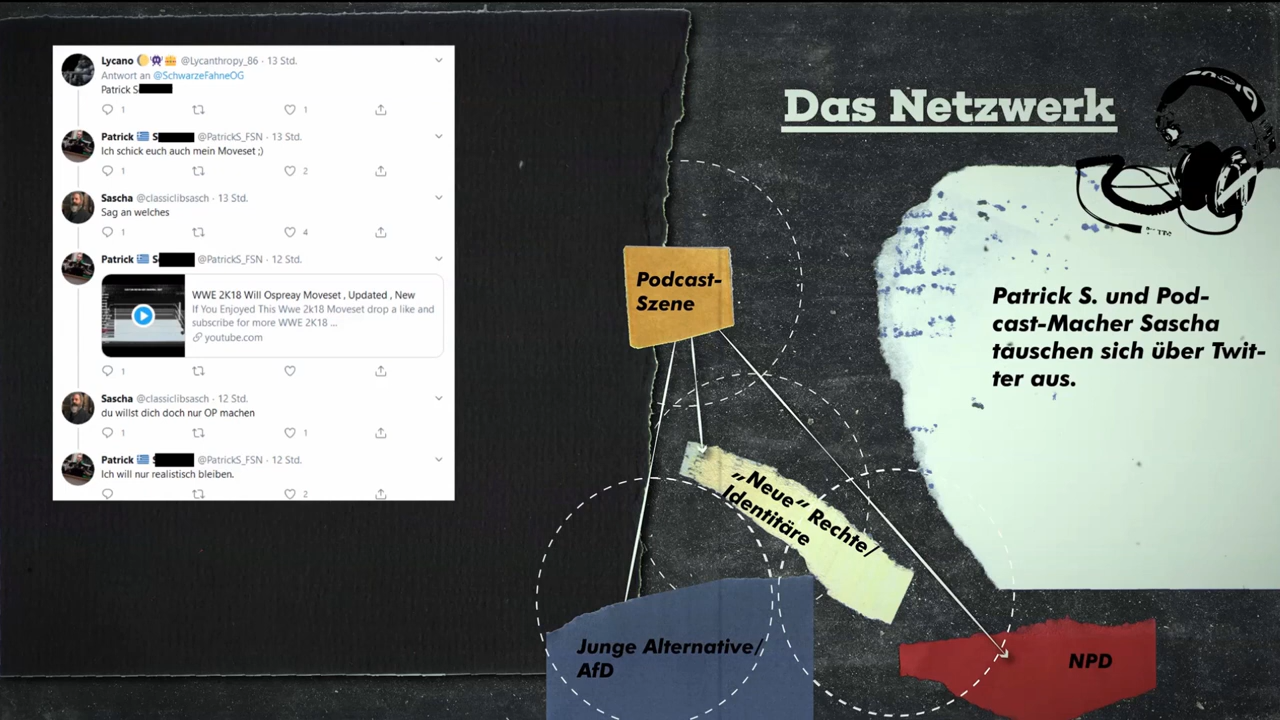 Lycano @Lycanthropy_86 · 13 Std.
Antwort an @SchwarzeFahneOG
Patrick S
1 1
Patrick S @PatrickS_FSN · 13 Std.
Ich schick euch auch mein Moveset ;)
1 2
Sascha @classiclibsasch · 13 Std.
Sag an welches
1 4
Patrick S @PatrickS_FSN · 12 Std.
WWE 2K18 Will Ospreay Moveset , Updated , New
If You Enjoyed This Wwe 2k18 Moveset drop a like and
subscribe for more WWE 2K18 ...
youtube.com
1
Sascha @classiclibsasch · 12 Std.
du willst dich doch nur OP machen
1 1
Patrick S @PatrickS_FSN · 12 Std.
Ich will nur realistisch bleiben.
2
Das Netzwerk
Podcast-
Szene
„Neue“ Rechte/
Identitäre
Junge Alternative/
AfD
NPD
Patrick S. und Pod-
cast-Macher Sascha
tauschen sich über Twit-
ter aus.